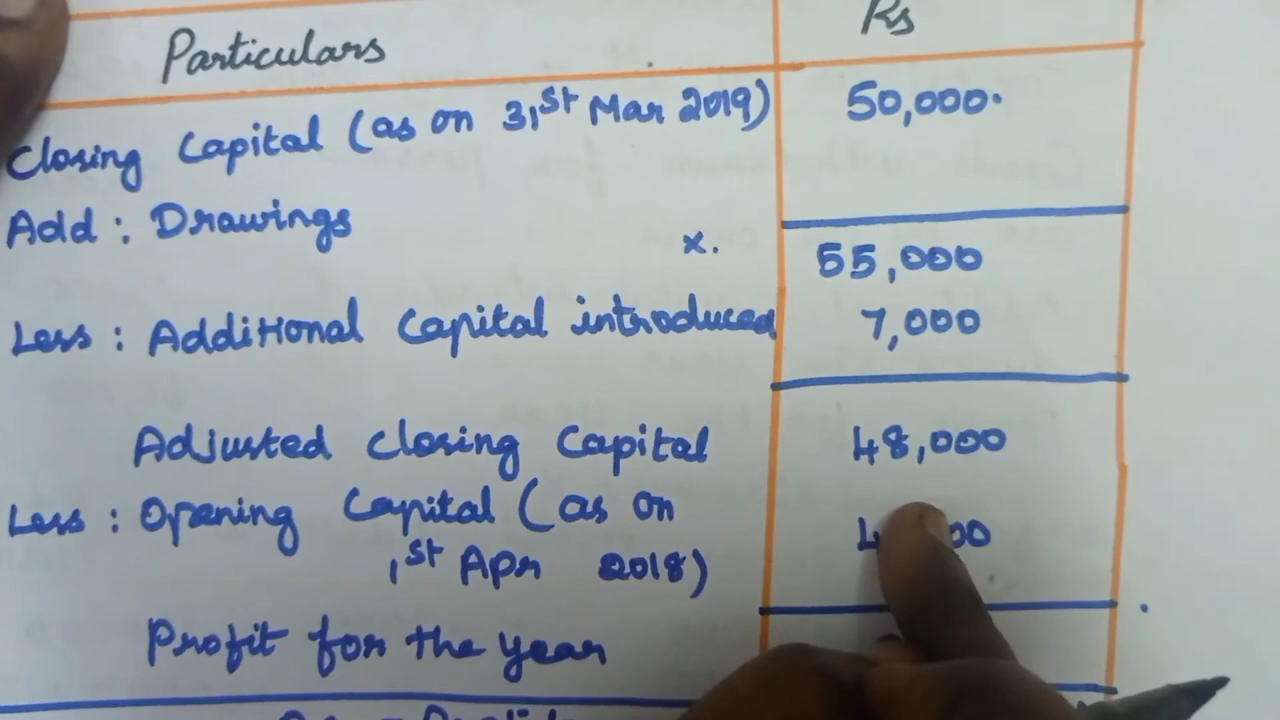 Particulars Rs
Closing Capital (as on 31st Mar 2019) 50,000.
Add : Drawings x.
55,000
Less : Additional Capital introduced 7,000
Adjusted Closing Capital 48,000
Less : Opening Capital (as on
1st Apr 2018)
Profit for the year